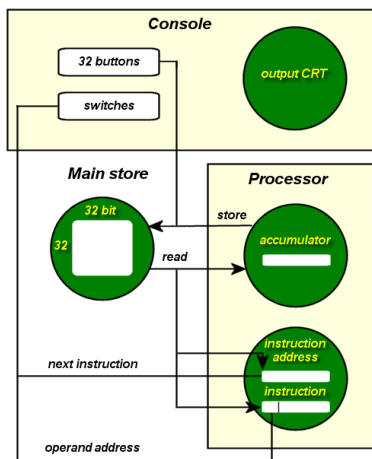 Console
32 buttons
output CRT
switches
Main store
Processor
32 bit
store
32
accumulator
read
instruction
address
next instruction
instruction
operand address